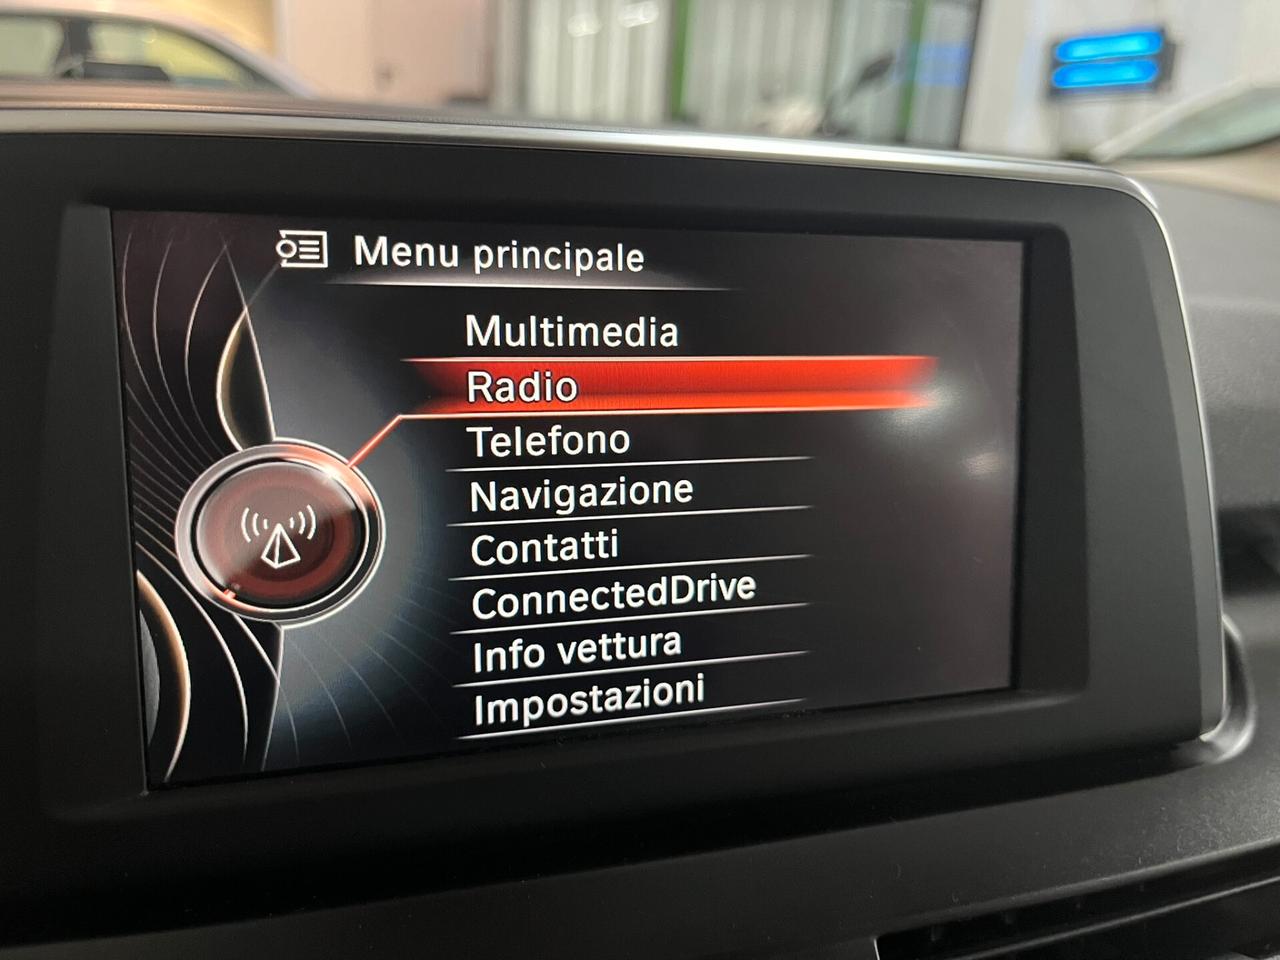 Menu principale
Multimedia
Radio
Telefono
Navigazione
Contatti
ConnectedDrive
Info vettura
Impostazioni